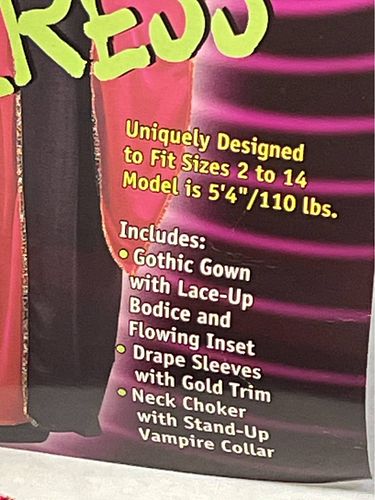 RESS
Uniquely Designed
to Fit Sizes 2 to 14
Model is 5'4"/110 lbs.
Includes:
• Gothic Gown
with Lace-Up
Bodice and
Flowing Inset
• Drape Sleeves
with Gold Trim
• Neck Choker
with Stand-Up
Vampire Collar